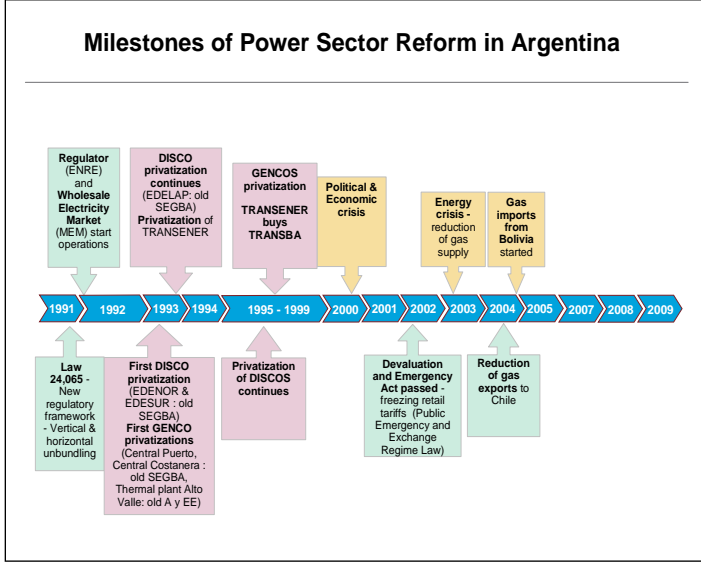 Milestones of Power Sector Reform in Argentina
Regulator
(ENRE) and
Wholesale
Electricity
Market
(MEM) start
operations
DISCO
privatization
continues
(EDELAP: old
SEGBA)
Privatization of
TRANSENER
GENCOS
privatization
TRANSENER
buys
TRANSBA
Political &
Economic
crisis
Energy
crisis -
reduction
of gas
supply
Gas
imports
from
Bolivia
started
1991
1992
1993
1994
1995 - 1999
2000
2001
2002
2003
2004
2005
2007
2008
2009
Law
24,065 -
New
regulatory
framework
- Vertical &
horizontal
unbundling
First DISCO
privatization
(EDENOR &
EDESUR : old
SEGBA)
First GENCO
privatizations
(Central Puerto,
Central Costanera :
old SEGBA,
Thermal plant Alto
Valle: old A y EE)
Privatization
of DISCOS
continues
Devaluation and
Emergency
Act passed -
freezing retail
tariffs (Public
Emergency and
Exchange
Regime Law)
Reduction
of gas
exports to
Chile